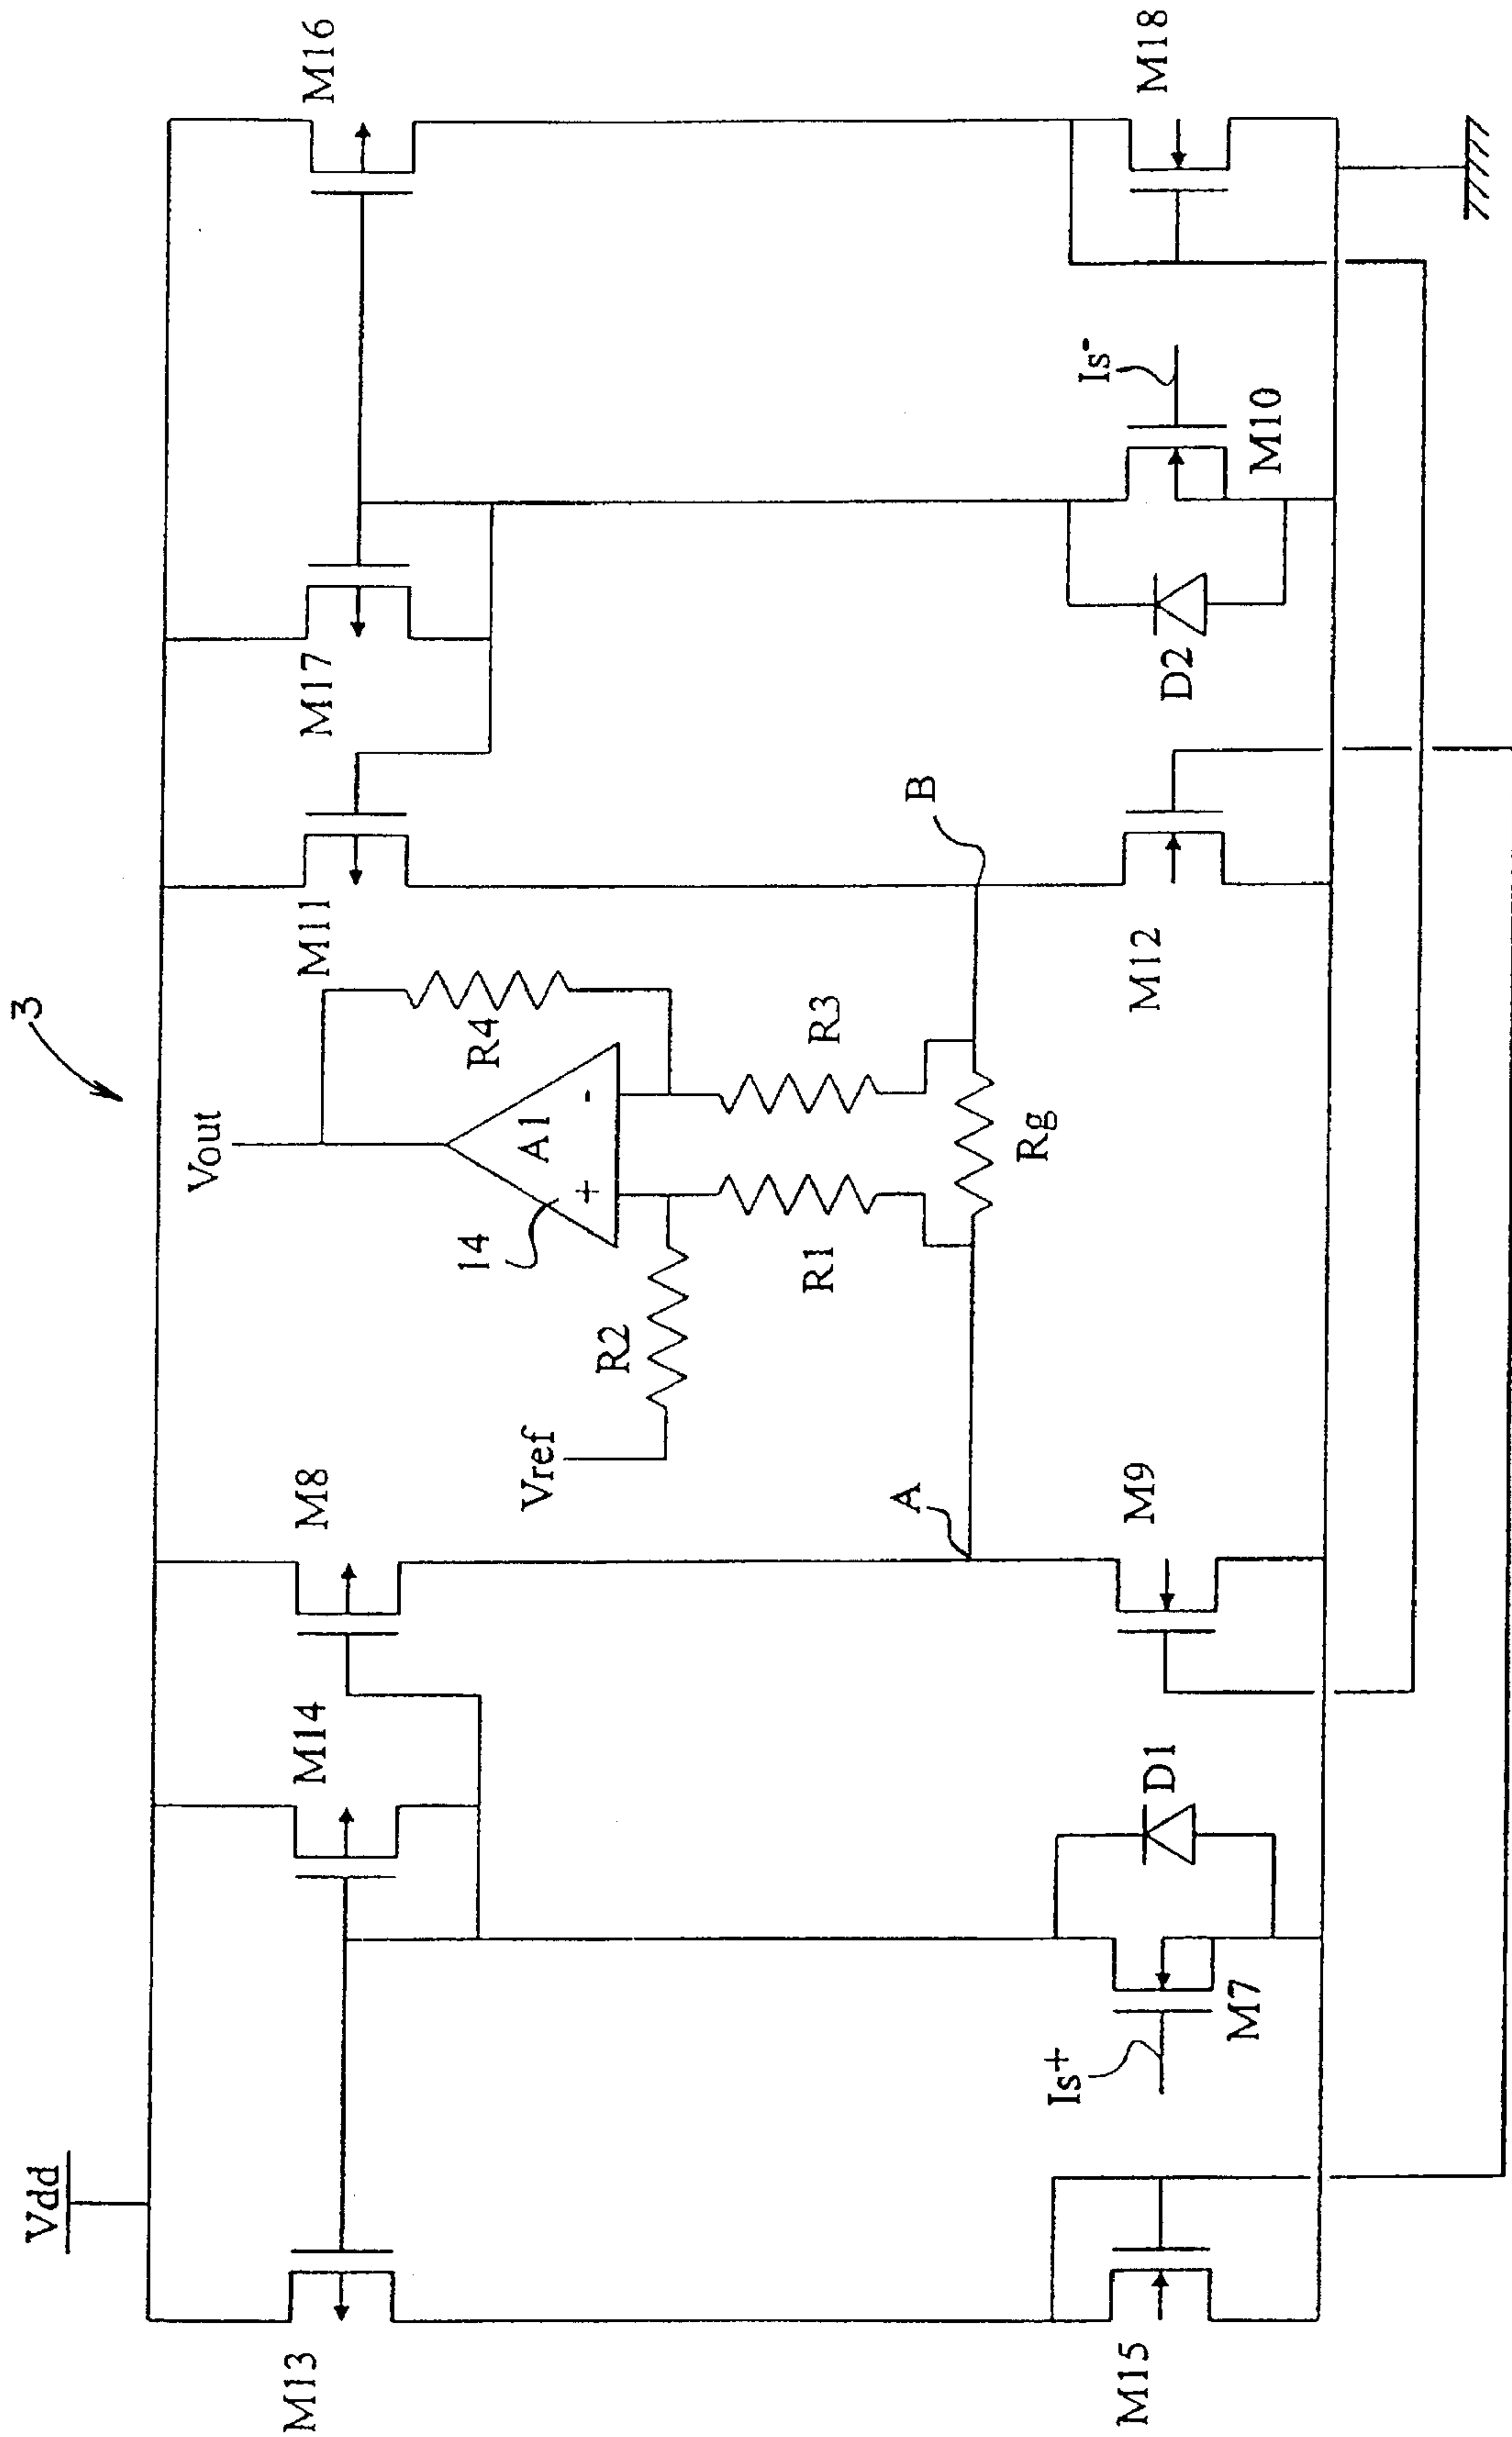 3
Vdd
Vout
M13
M14
M8
M11
M17
M16
R4
A1
+
-
14
R2
Vref
R1
R3
Rg
A
B
Is+
M7
D1
M15
M9
M12
D2
M10
Is-
M18